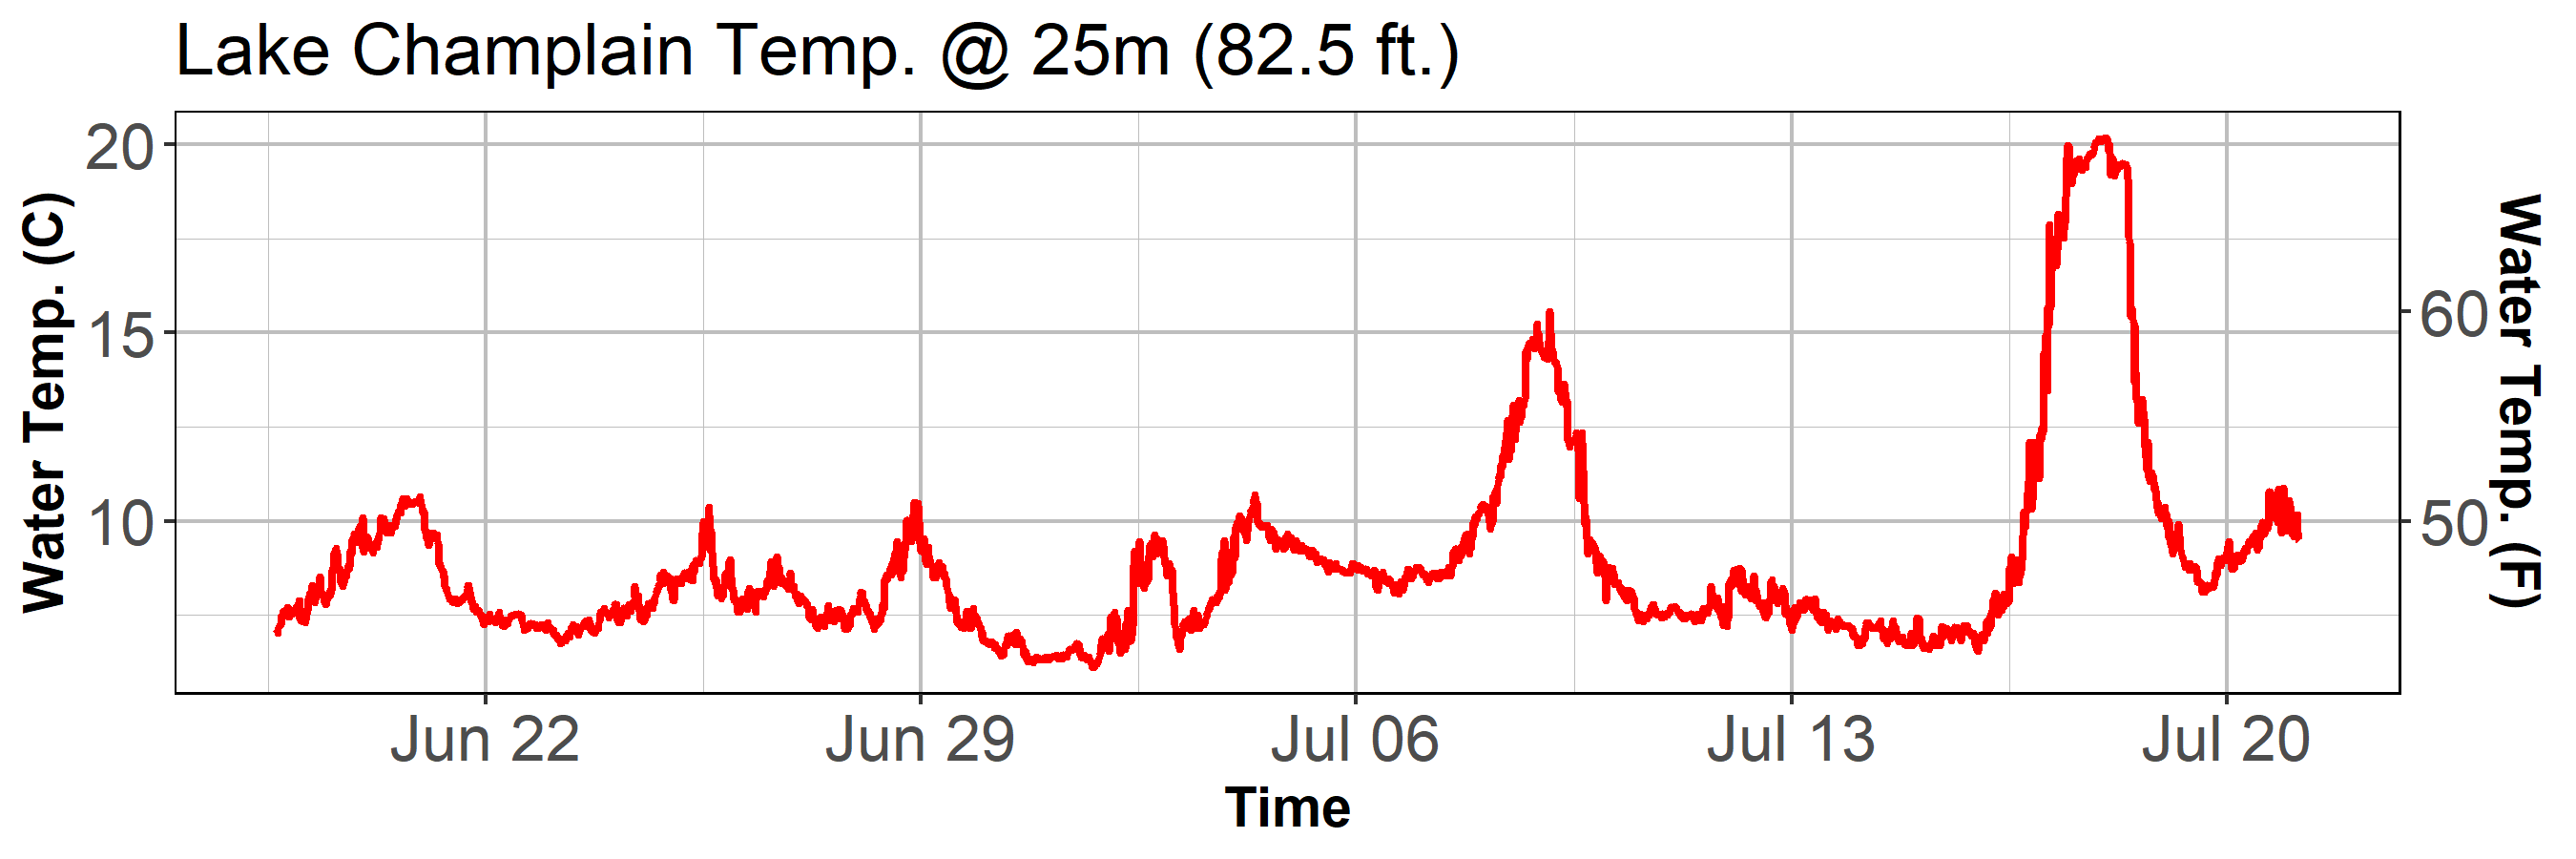 Lake Champlain Temp. @ 25m (82.5 ft.)
Water Temp. (C)
20
15
10
60
50
Water Temp. (F)
Jun 22 Jun 29 Jul 06 Jul 13 Jul 20
Time